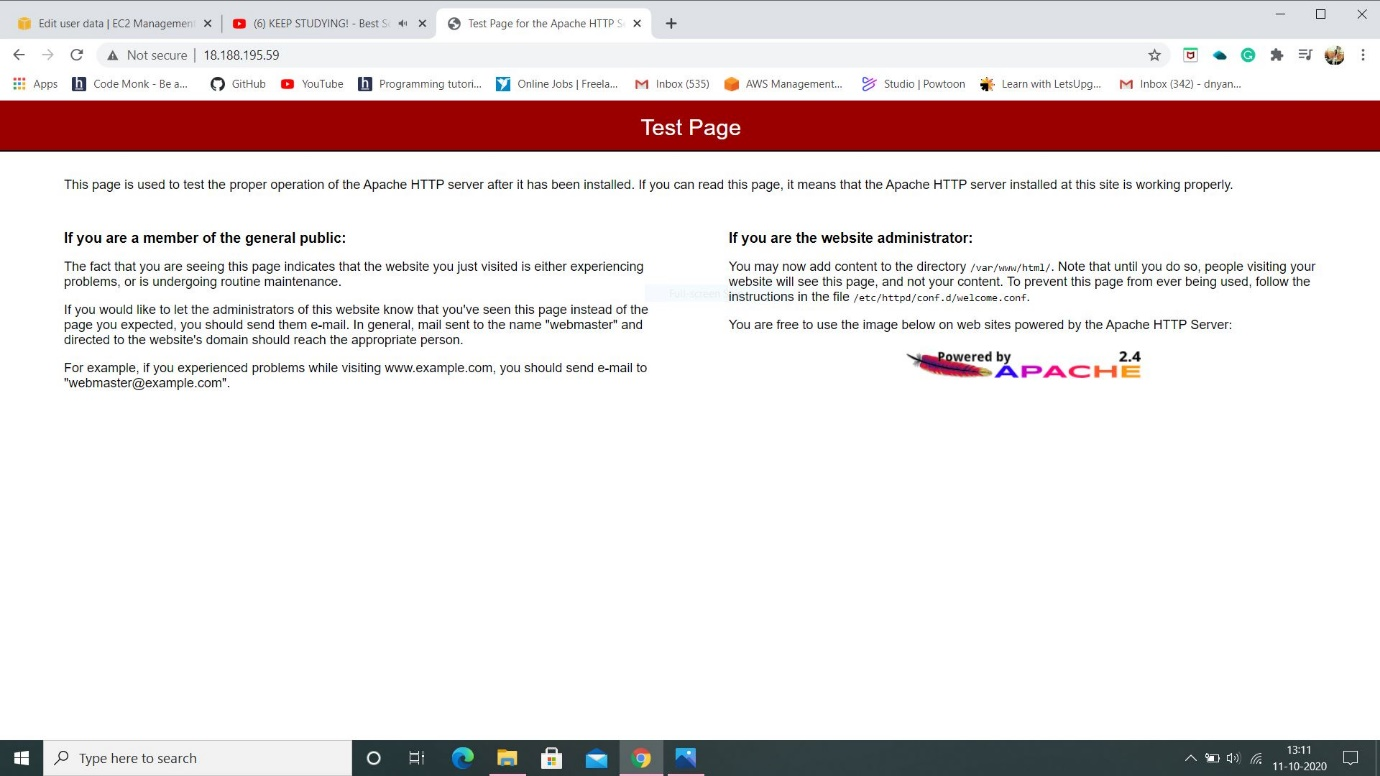 Edit user data | EC2 Management
(6) KEEP STUDYING! - Best S
Test Page for the Apache HTTP S
Not secure | 18.188.195.59
Apps
Code Monk - Be a...
GitHub
YouTube
Programming tutori...
Online Jobs | Freela...
Inbox (535)
AWS Management...
Studio | Powtoon
Learn with LetsUpg...
Inbox (342) - dnyan...
Test Page
This page is used to test the proper operation of the Apache HTTP server after it has been installed. If you can read this page, it means that the Apache HTTP server installed at this site is working properly.
If you are a member of the general public:
The fact that you are seeing this page indicates that the website you just visited is either experiencing
problems, or is undergoing routine maintenance.
If you would like to let the administrators of this website know that you've seen this page instead of the
page you expected, you should send them e-mail. In general, mail sent to the name "webmaster" and
directed to the website's domain should reach the appropriate person.
For example, if you experienced problems while visiting www.example.com, you should send e-mail to
"webmaster@example.com".
If you are the website administrator:
You may now add content to the directory /var/www/html/. Note that until you do so, people visiting your
website will see this page, and not your content. To prevent this page from ever being used, follow the
instructions in the file /etc/httpd/conf.d/welcome.conf.
You are free to use the image below on web sites powered by the Apache HTTP Server:
Powered by 2.4
APACHE
Type here to search
13:11
11-10-2020